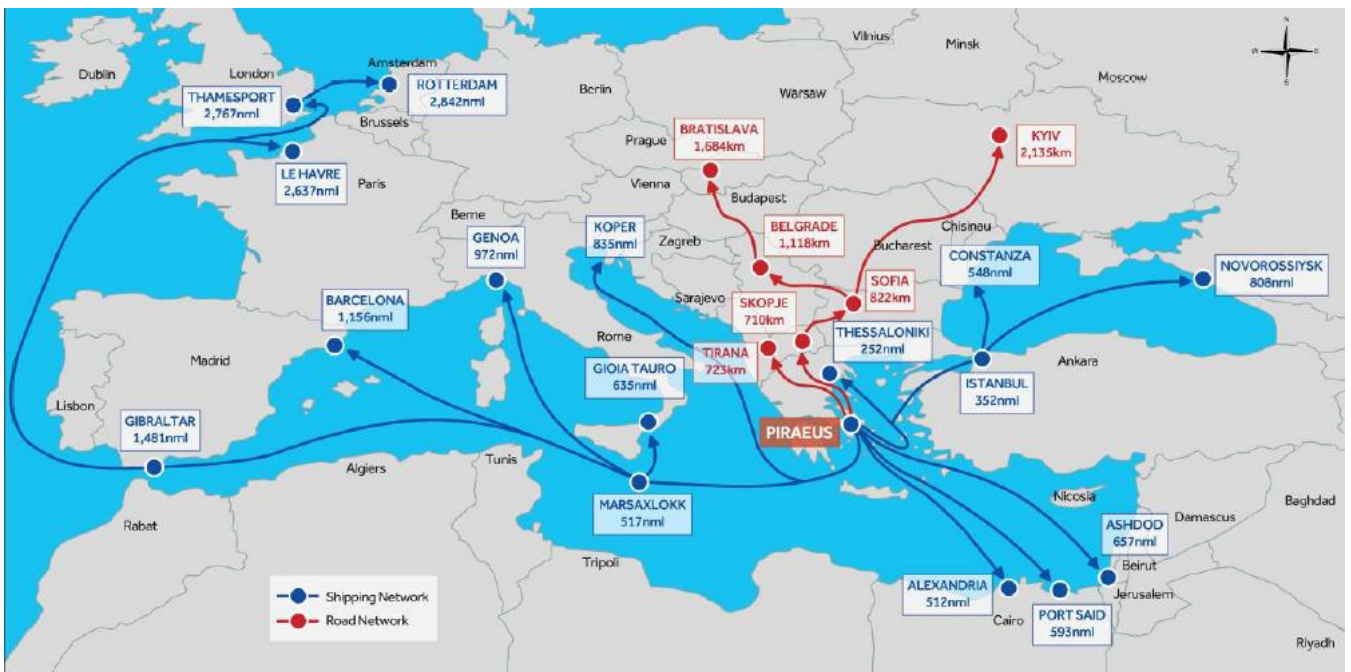 N
W
S
Dublin
London
Amsterdam
THAMESPORT
2,767nml
ROTTERDAM
2,842nml
Brussels
LE HAVRE
2,637nml
Paris
Berlin
Warsaw
Vilnius
Minsk
Moscow
Prague
BRATISLAVA
1,684km
KYIV
2,135km
Vienna
Budapest
Berne
GENOA
972nml
KOPER
835nml
Zagreb
BELGRADE
1,118km
Bucharest
Chisinau
CONSTANZA
548nml
NOVOROSSIYSK
808nml
BARCELONA
1,156nml
Sarajevo
SKOPJE
710km
SOFIA
822km
THESSALONIKI
252nml
Madrid
Rome
TIRANA
723km
GIOIA TAURO
635nml
Ankara
ISTANBUL
352nml
Lisbon
GIBRALTAR
1,481nml
PIRAEUS
Algiers
Tunis
MARSAXLOKK
517nml
Nicosia
Baghdad
Rabat
Damascus
ASHDOD
657nml
Tripoli
Beirut
Jerusalem
ALEXANDRIA
512nml
Cairo
PORT SAID
593nml
Riyadh
Shipping Network
Road Network